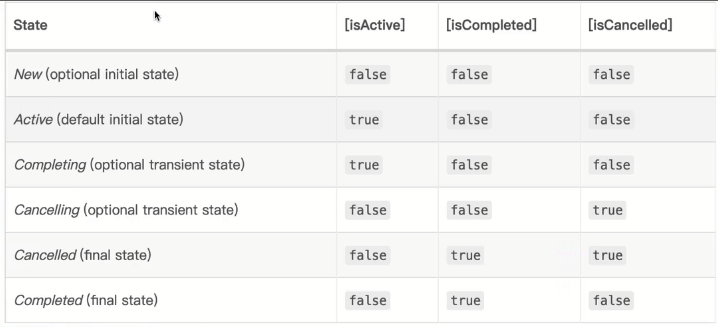 State [isActive] [isCompleted] [isCancelled]
New (optional initial state) false false false
Active (default initial state) true false false
Completing (optional transient state) true false false
Cancelling (optional transient state) false false true
Cancelled (final state) false true true
Completed (final state) false true false